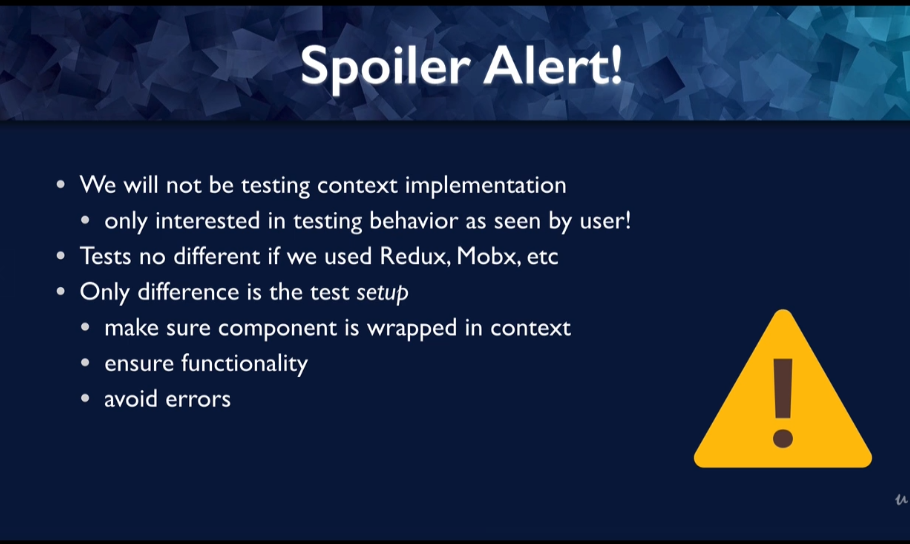 Spoiler Alert!
• We will not be testing context implementation
• only interested in testing behavior as seen by user!
• Tests no different if we used Redux, Mobx, etc
• Only difference is the test setup
• make sure component is wrapped in context
• ensure functionality
• avoid errors
!
u